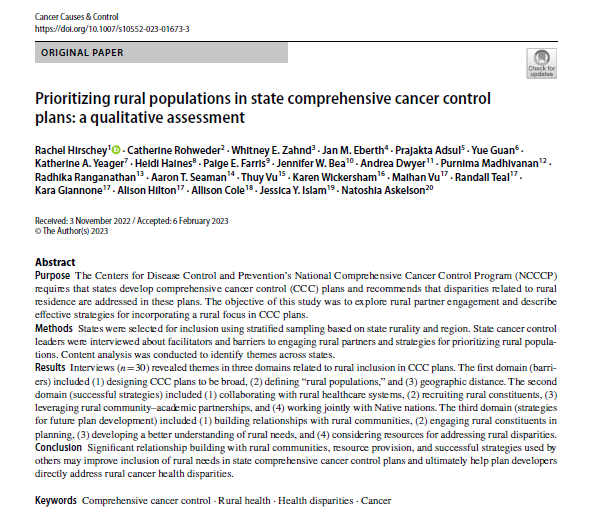 Cancer Causes & Control
https://doi.org/10.1007/s10552-023-01673-3
ORIGINAL PAPER
Check for
updates
Prioritizing rural populations in state comprehensive cancer control
plans: a qualitative assessment
Rachel Hirschey1 · Catherine Rohweder2 · Whitney E. Zahnd3 · Jan M. Eberth4 · Prajakta Adsul5 · Yue Guan6 ·
Katherine A. Yeager7 · Heidi Haines8 · Paige E. Farris9 · Jennifer W. Bea10 · Andrea Dwyer11 · Purnima Madhivanan12 ·
Radhika Ranganathan13 · Aaron T. Seaman14 · Thuy Vu15 · Karen Wickersham16 · Maihan Vu17 · Randall Teal17 ·
Kara Giannone17 · Alison Hilton17 · Allison Cole18 · Jessica Y. Islam19 · Natoshia Askelson20
Received: 3 November 2022 / Accepted: 6 February 2023
© The Author(s) 2023
Abstract
Purpose The Centers for Disease Control and Prevention's National Comprehensive Cancer Control Program (NCCCP)
requires that states develop comprehensive cancer control (CCC) plans and recommends that disparities related to rural
residence are addressed in these plans. The objective of this study was to explore rural partner engagement and describe
effective strategies for incorporating a rural focus in CCC plans.
Methods States were selected for inclusion using stratified sampling based on state rurality and region. State cancer control
leaders were interviewed about facilitators and barriers to engaging rural partners and strategies for prioritizing rural popula-
tions. Content analysis was conducted to identify themes across states.
Results Interviews (n = 30) revealed themes in three domains related to rural inclusion in CCC plans. The first domain (barri-
ers) included (1) designing CCC plans to be broad, (2) defining "rural populations," and (3) geographic distance. The second
domain (successful strategies) included (1) collaborating with rural healthcare systems, (2) recruiting rural constituents, (3)
leveraging rural community–academic partnerships, and (4) working jointly with Native nations. The third domain (strategies
for future plan development) included (1) building relationships with rural communities, (2) engaging rural constituents in
planning, (3) developing a better understanding of rural needs, and (4) considering resources for addressing rural disparities.
Conclusion Significant relationship building with rural communities, resource provision, and successful strategies used by
others may improve inclusion of rural needs in state comprehensive cancer control plans and ultimately help plan developers
directly address rural cancer health disparities.
Keywords Comprehensive cancer control · Rural health · Health disparities · Cancer